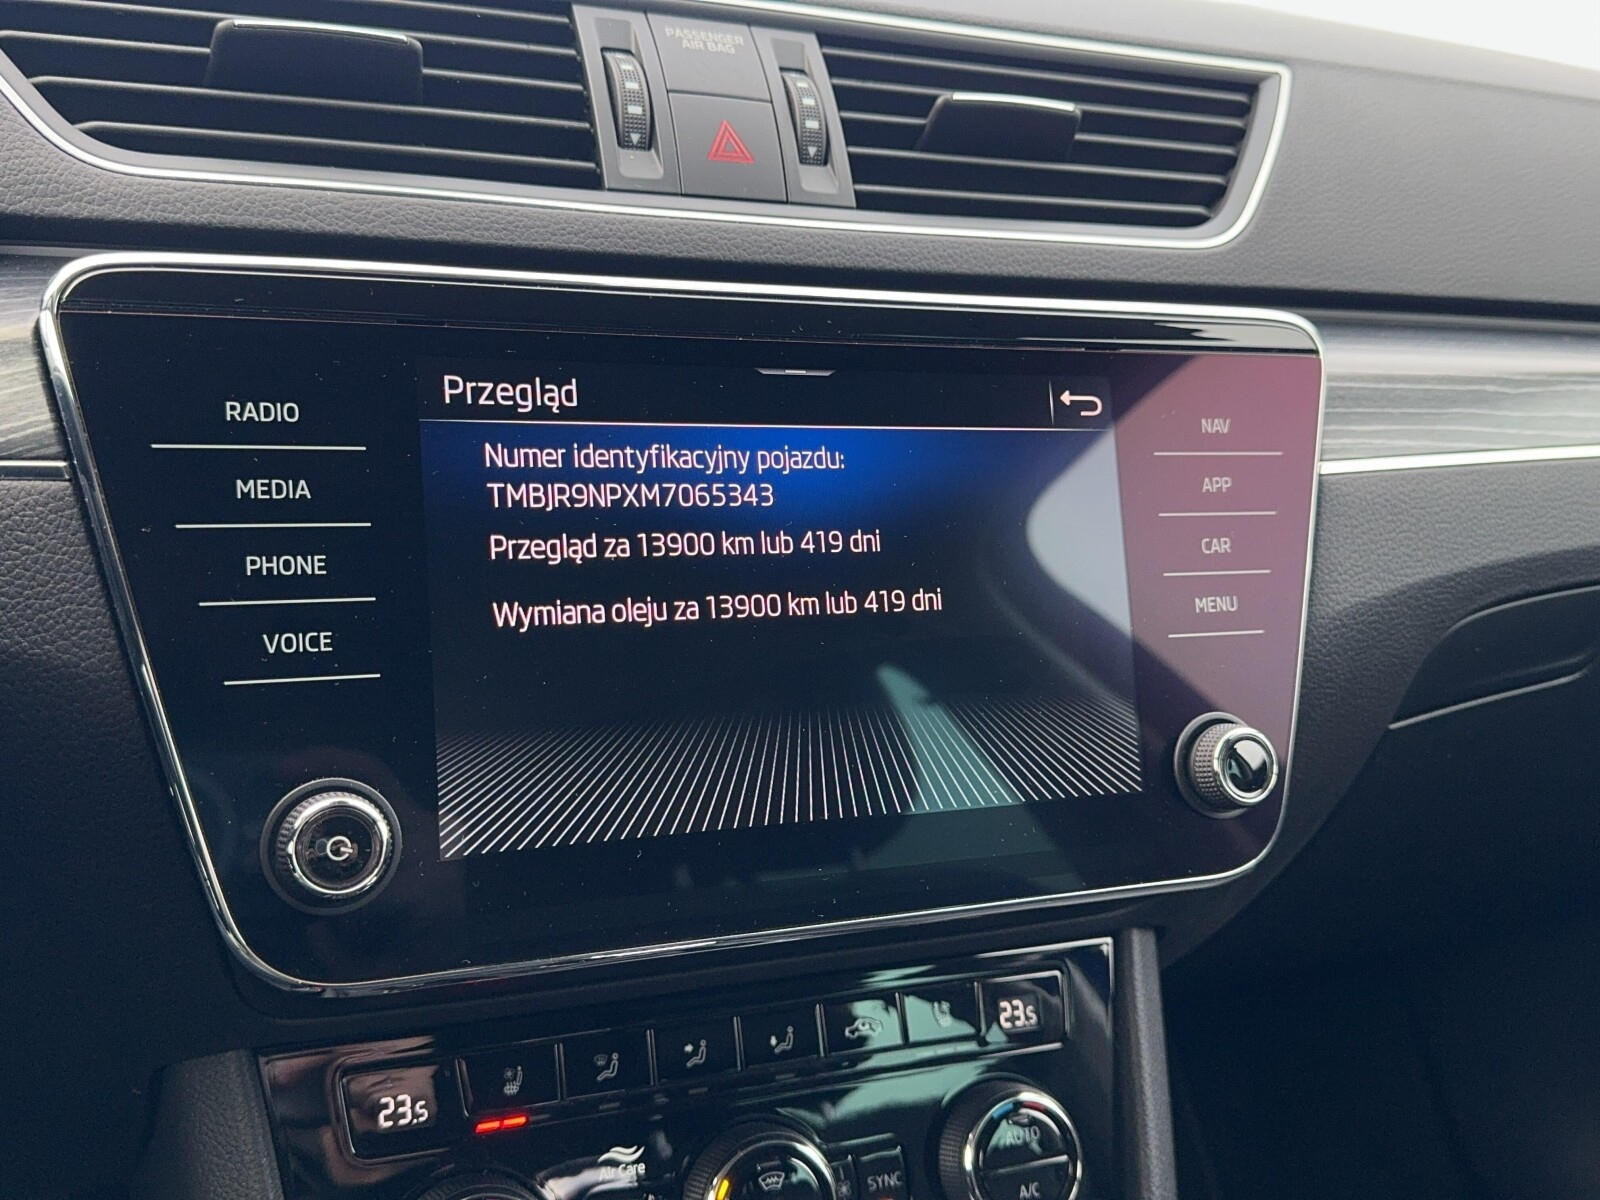 PASSENGER
AIR BAG
Przegląd
RADIO
MEDIA
PHONE
VOICE
Numer identyfikacyjny pojazdu:
TMBJR9NPXM7065343
Przegląd za 13900 km lub 419 dni
Wymiana oleju za 13900 km lub 419 dni
NAV
APP
CAR
MENU
23.5
23.5
Air Care
SYNC
AUTO
A/C